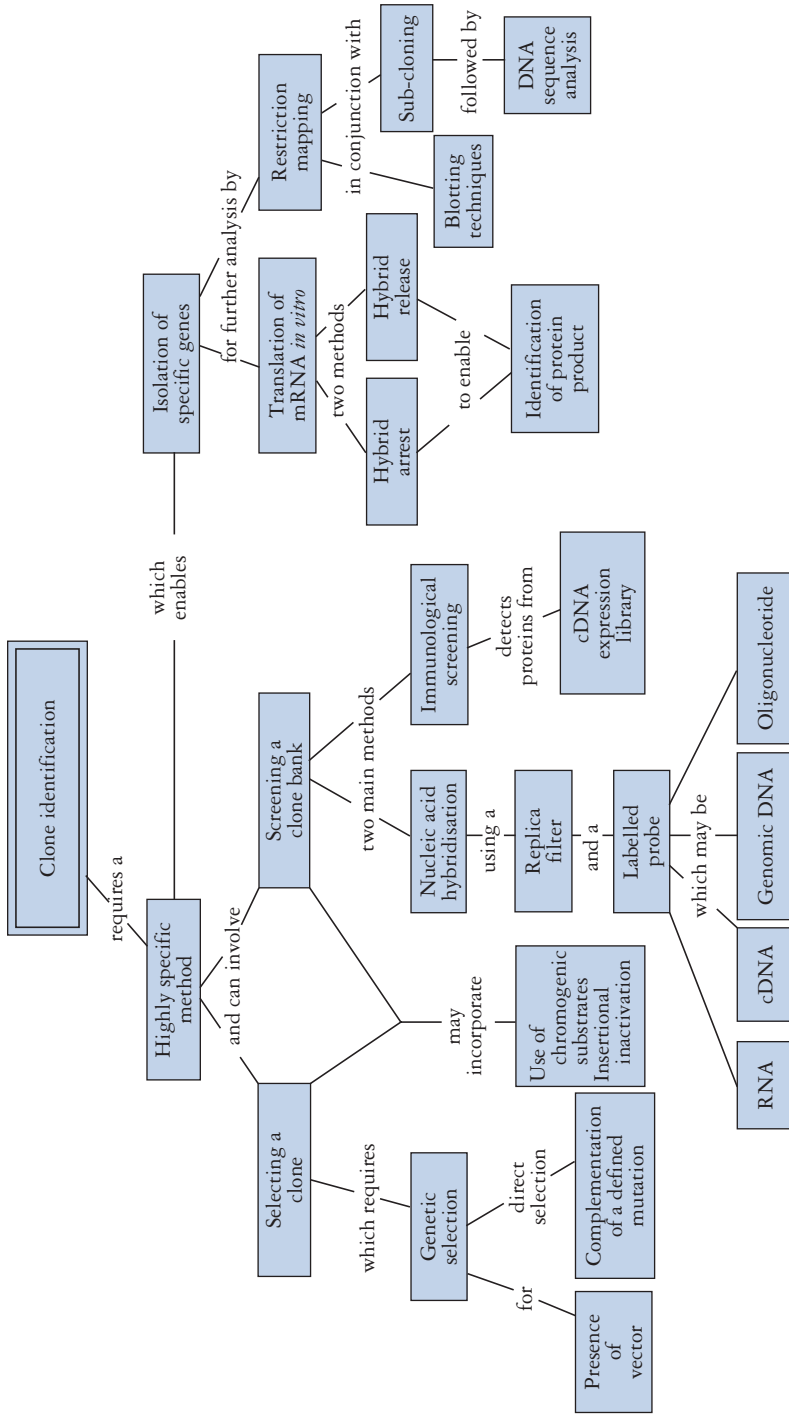 Clone identification
requires a
Highly specific
method
which
enables
Isolation of
specific genes
and can involve
for further analysis by
Selecting a
clone
Screening a
clone bank
Translation of
mRNA in vitro
Restriction
mapping
which requires
may
incorporate
two main methods
two methods
in conjunction with
Genetic
selection
Nucleic acid
hybridisation
Immunological
screening
Hybrid
arrest
Hybrid
release
Blotting
techniques
Sub-cloning
for
direct
selection
using a
detects
proteins from
to enable
followed by
Presence
of
vector
Complementation
of a defined
mutation
Use of
chromogenic
substrates
Insertional
inactivation
Replica
filter
cDNA
expression
library
Identification
of protein
product
DNA
sequence
analysis
and a
Labelled
probe
which may be
RNA
cDNA
Genomic DNA
Oligonucleotide